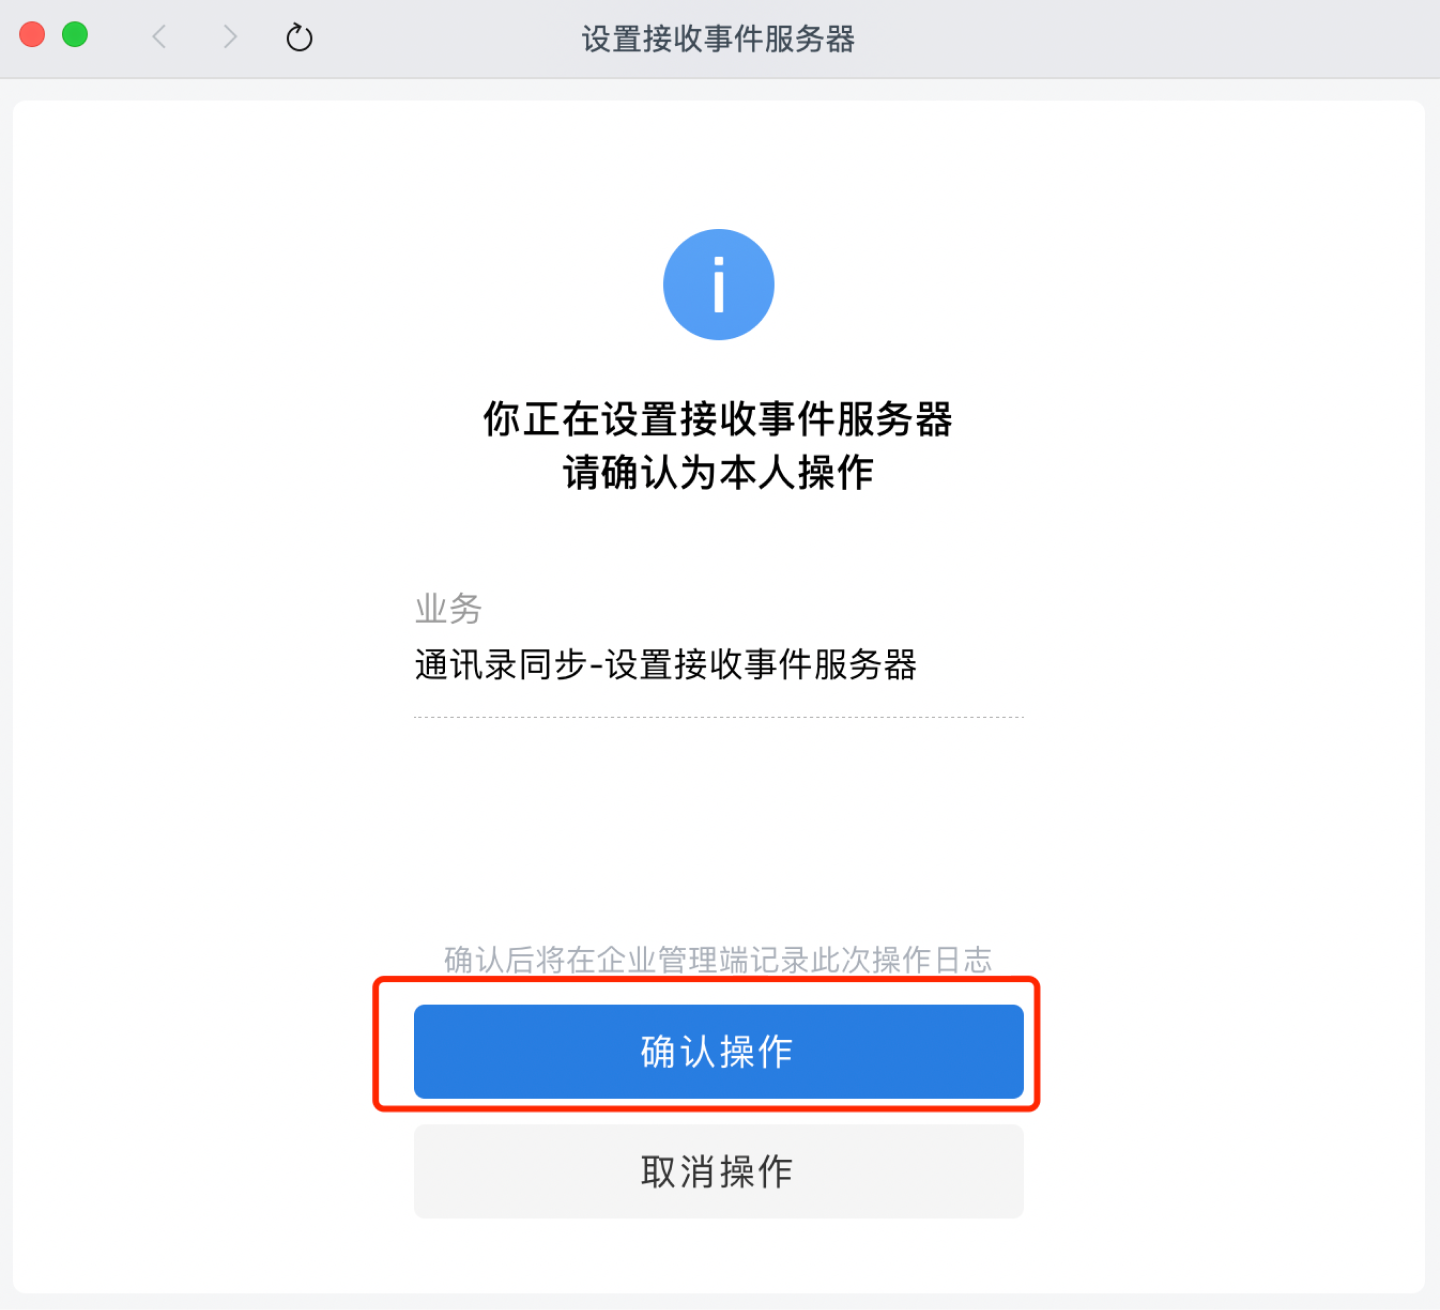 设置接收事件服务器
你正在设置接收事件服务器
请确认为本人操作
业务
通讯录同步-设置接收事件服务器
确认后将在企业管理端记录此次操作日志
确认操作
取消操作